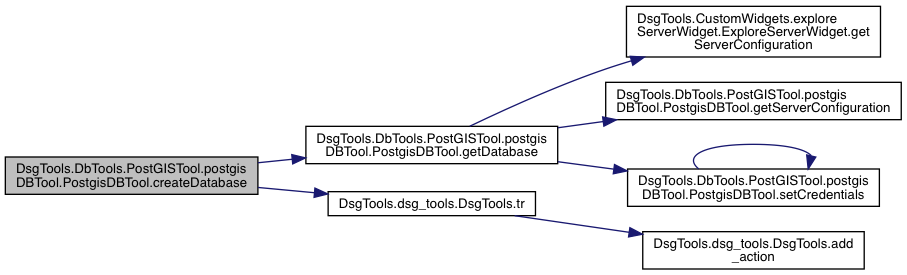 DsgTools.CustomWidgets.explore
ServerWidget.ExploreServerWidget.get
ServerConfiguration
DsgTools.DbTools.PostGISTool.postgis
DBTool.PostgisDBTool.getServerConfiguration
DsgTools.DbTools.PostGISTool.postgis
DBTool.PostgisDBTool.getDatabase
DsgTools.DbTools.PostGISTool.postgis
DBTool.PostgisDBTool.createDatabase
DsgTools.DbTools.PostGISTool.postgis
DBTool.PostgisDBTool.setCredentials
DsgTools.dsg_tools.DsgTools.tr
DsgTools.dsg_tools.DsgTools.add
_action